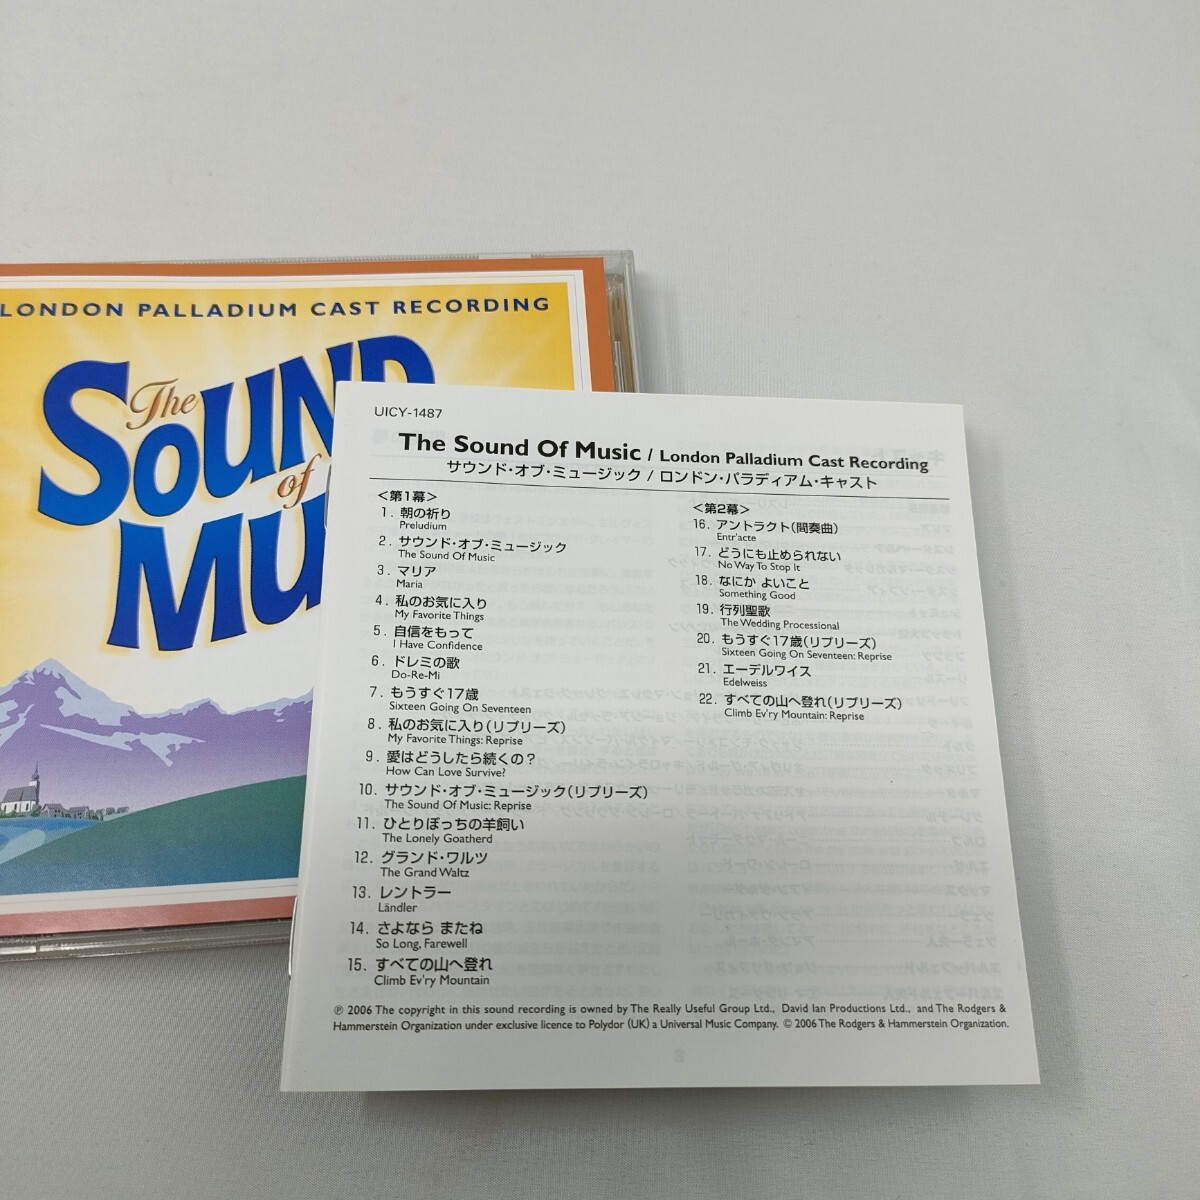 LONDON PALLADIUM CAST RECORDING
The
SOUND
of
MU
UICY-1487
The Sound Of Music / London Palladium Cast Recording
サウンド・オブ・ミュージック / ロンドン・パラディアム・キャスト
<第1幕>
1. 朝の祈り
Preludium
2. サウンド・オブ・ミュージック
The Sound Of Music
3. マリア
Maria
4. 私のお気に入り
My Favorite Things
5. 自信をもって
I Have Confidence
6. ドレミの歌
Do-Re-Mi
7. もうすぐ17歳
Sixteen Going On Seventeen
8. 私のお気に入り(リプリーズ)
My Favorite Things: Reprise
9. 愛はどうしたら続くの?
How Can Love Survive?
10. サウンド・オブ・ミュージック(リプリーズ)
The Sound Of Music: Reprise
11. ひとりぼっちの羊飼い
The Lonely Goatherd
12. グランド・ワルツ
The Grand Waltz
13. レントラー
Ländler
14. さよなら またね
So Long, Farewell
15. すべての山へ登れ
Climb Ev'ry Mountain
<第2幕>
16. アントラクト(間奏曲)
Entr'acte
17. どうにも止められない
No Way To Stop It
18. なにか よいこと
Something Good
19. 行列聖歌
The Wedding Processional
20. もうすぐ17歳(リプリーズ)
Sixteen Going On Seventeen: Reprise
21. エーデルワイス
Edelweiss
22. すべての山へ登れ(リプリーズ)
Climb Ev'ry Mountain: Reprise
℗ 2006 The copyright in this sound recording is owned by The Really Useful Group Ltd., David Ian Productions Ltd., and The Rodgers &
Hammerstein Organization under exclusive licence to Polydor (UK) a Universal Music Company. © 2006 The Rodgers & Hammerstein Organization.